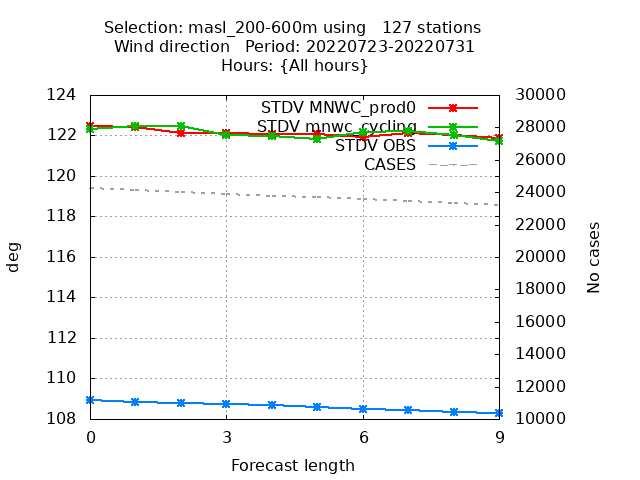 Selection: masl_200-600m using   127 stations
Wind direction   Period: 20220723-20220731
Hours: {All hours}
124
122
120
118
116
114
112
110
108
deg
STDV MNWC_prod0
STDV mnwc_cycling
STDV OBS
CASES
30000
28000
26000
24000
22000
20000
18000
16000
14000
12000
10000
No cases
0 3 6 9
Forecast length